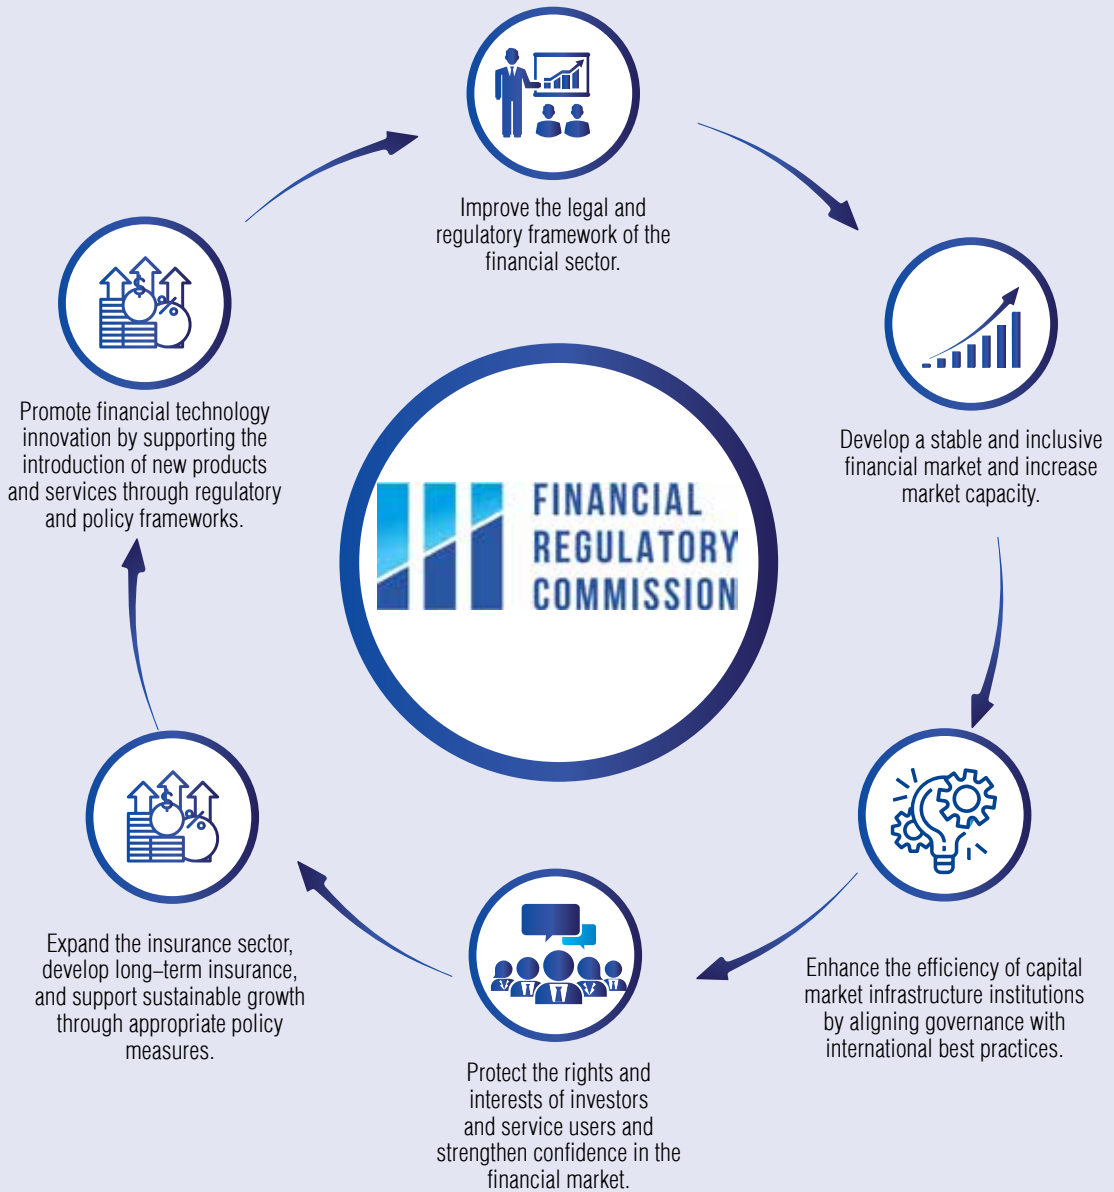 Improve the legal and
regulatory framework of the
financial sector.
Develop a stable and inclusive
financial market and increase
market capacity.
Enhance the efficiency of capital
market infrastructure institutions
by aligning governance with
international best practices.
Protect the rights and
interests of investors
and service users and
strengthen confidence in the
financial market.
Expand the insurance sector,
develop long–term insurance,
and support sustainable growth
through appropriate policy
measures.
Promote financial technology
innovation by supporting the
introduction of new products
and services through regulatory
and policy frameworks.
FINANCIAL
REGULATORY
COMMISSION